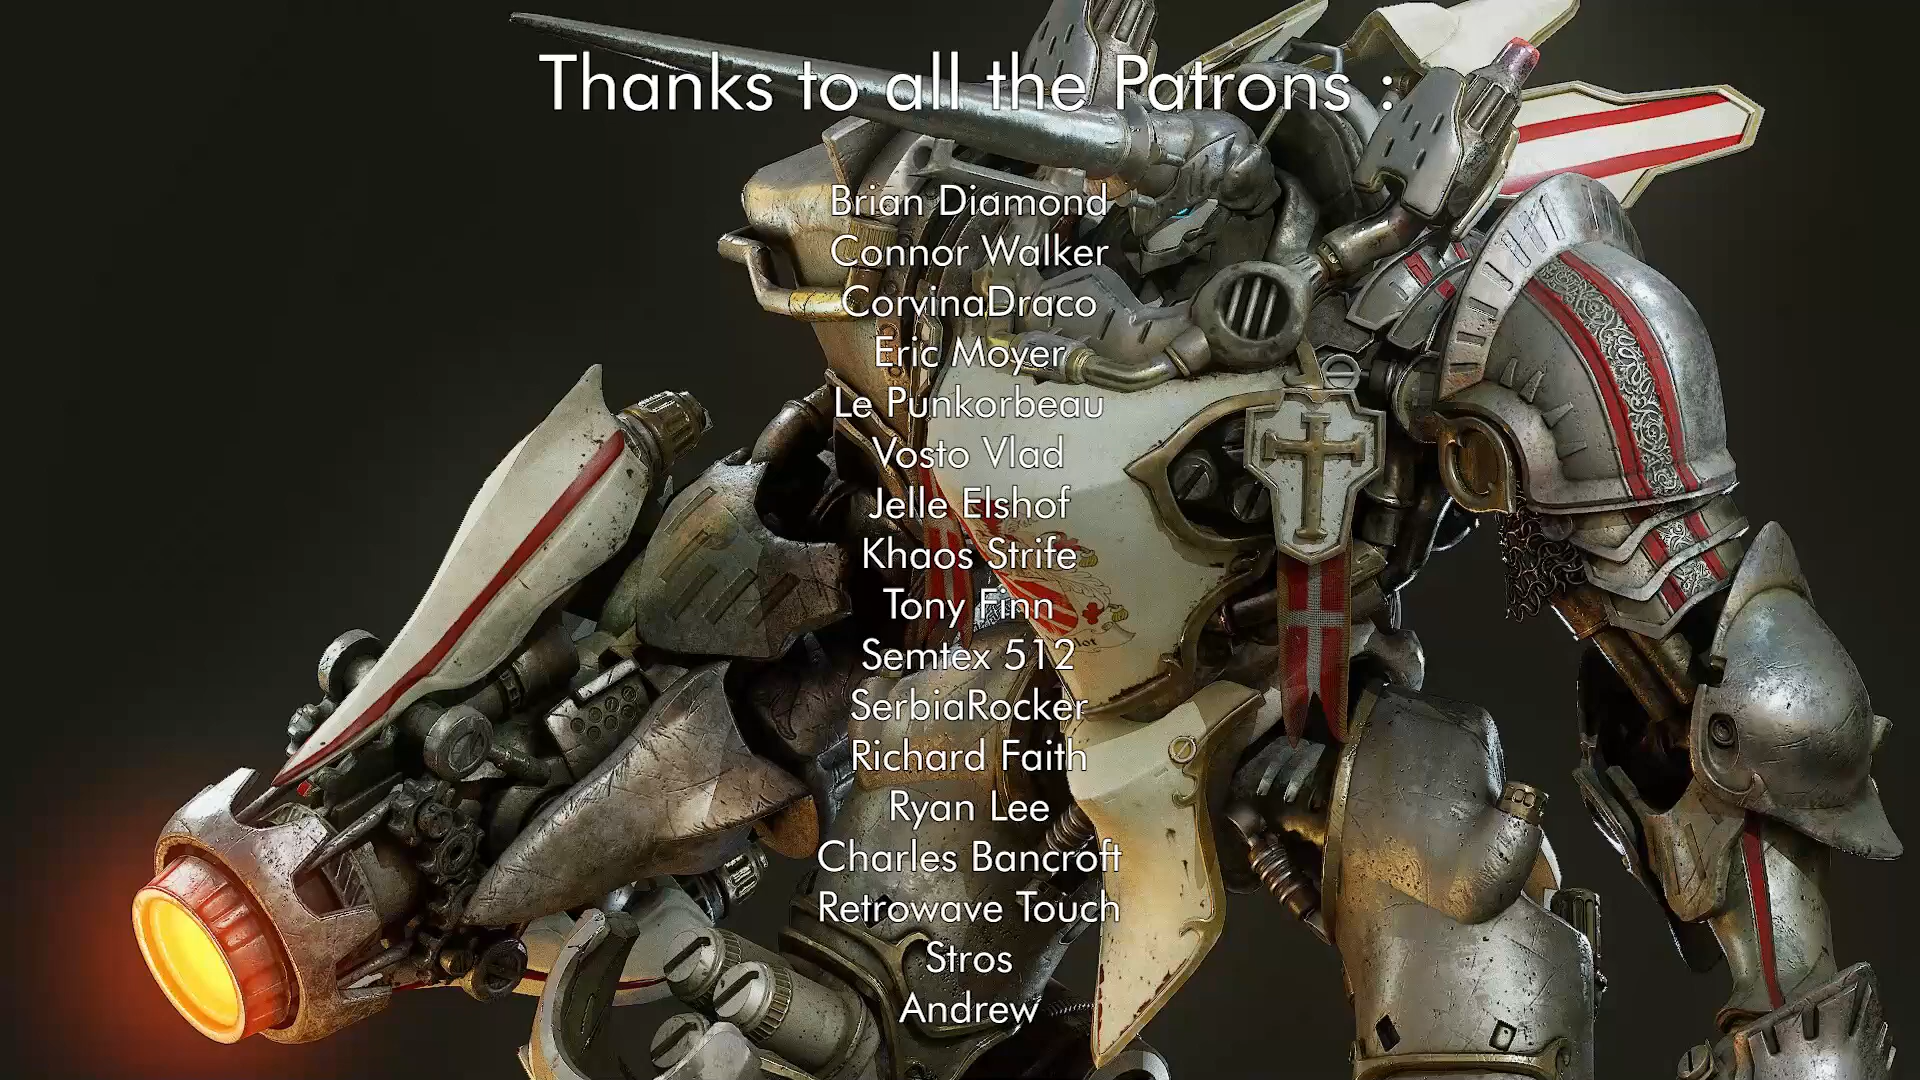 Thanks to all the Patrons :
Brian Diamond
Connor Walker
CorvinaDraco
Eric Moyer
Le Punkorbeau
Vosto Vlad
Jelle Elshof
Khaos Strife
Tony Finn
Semtex 512
SerbiaRocker
Richard Faith
Ryan Lee
Charles Bancroft
Retrowave Touch
Stros
Andrew